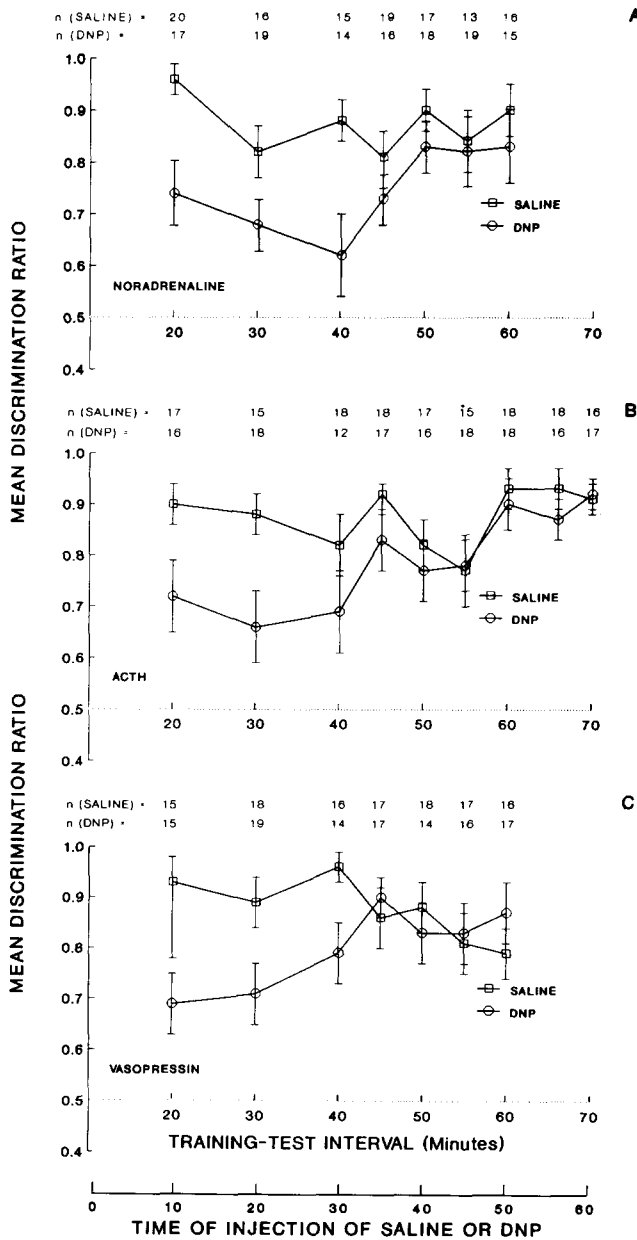 A
n (SALINE) = 20 16 15 19 17 13 16
n (DNP) = 17 19 14 16 18 19 15
1.0
0.9
0.8
0.7
0.6
0.5
0.4
SALINE
DNP
NORADRENALINE
20 30 40 50 60 70
MEAN DISCRIMINATION RATIO
B
n (SALINE) = 17 15 18 18 17 15 18 18 16
n (DNP) = 16 18 12 17 16 18 18 16 17
1.0
0.9
0.8
0.7
0.6
0.5
0.4
SALINE
DNP
ACTH
20 30 40 50 60 70
MEAN DISCRIMINATION RATIO
C
n (SALINE) = 15 18 16 17 18 17 16
n (DNP) = 15 19 14 17 14 16 17
1.0
0.9
0.8
0.7
0.6
0.5
0.4
SALINE
DNP
VASOPRESSIN
20 30 40 50 60 70
TRAINING-TEST INTERVAL (Minutes)
0 10 20 30 40 50 60
TIME OF INJECTION OF SALINE OR DNP